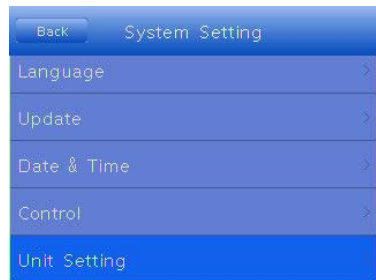 Back
System Setting
Language
Update
Date & Time
Control
Unit Setting